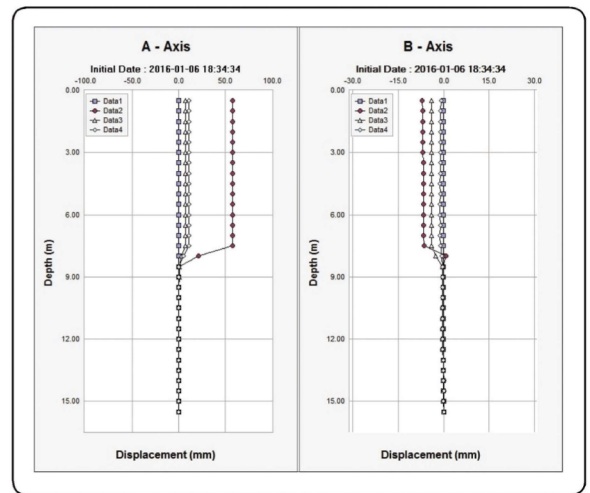 A - Axis
Initial Date : 2016-01-06 18:34:34
-100.0 -50.0 0.0 50.0 100.0
0.00
Data1
Data2
Data3
Data4
3.00
6.00
Depth (m)
9.00
12.00
15.00
Displacement (mm)
B - Axis
Initial Date : 2016-01-06 18:34:34
-30.0 -15.0 0.0 15.0 30.0
0.00
Data1
Data2
Data3
Data4
3.00
6.00
Depth (m)
9.00
12.00
15.00
Displacement (mm)